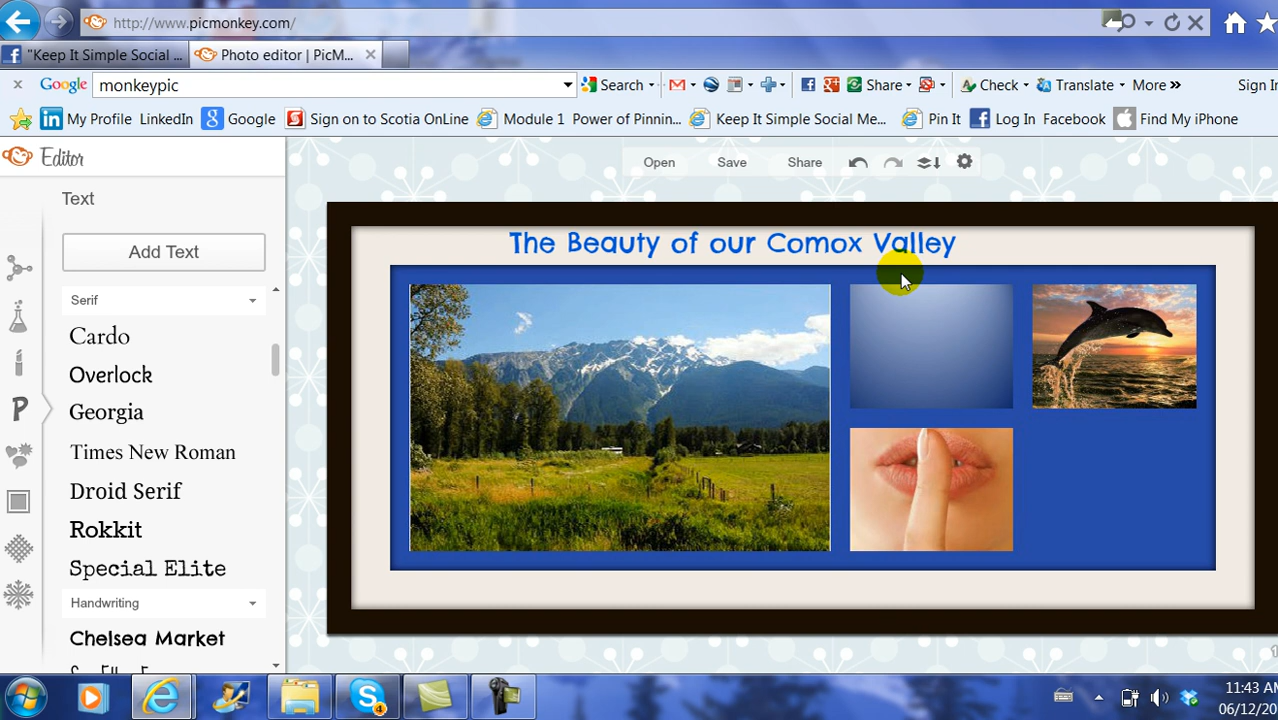 http://www.picmonkey.com/
"Keep It Simple Social ...
Photo editor | PicM...
Google monkeypic Search Share Check Translate More »
My Profile LinkedIn Google Sign on to Scotia OnLine Module 1 Power of Pinnin... Keep It Simple Social Me... Pin It Log In Facebook Find My iPhone
Editor
Open Save Share
Text
Add Text
Serif
Cardo
Overlock
Georgia
Times New Roman
Droid Serif
Rokkit
Special Elite
Handwriting
Chelsea Market
The Beauty of our Comox Valley
4
11:43 AM
06/12/20